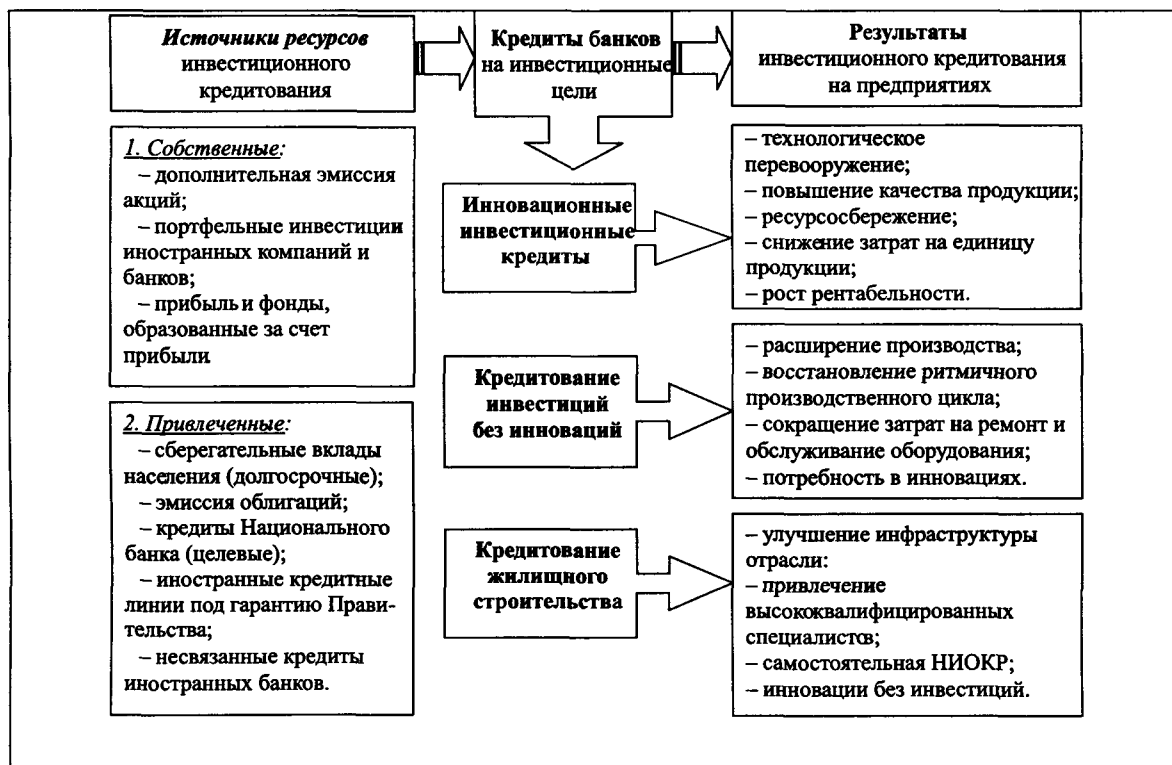 Источники ресурсов
инвестиционного
кредитования
Кредиты банков
на инвестиционные
цели
Результаты
инвестиционного кредитования
на предприятиях
1. Собственные:
– дополнительная эмиссия
акций;
– портфельные инвестиции
иностранных компаний и
банков;
– прибыль и фонды,
образованные за счет
прибыли
2. Привлеченные:
– сберегательные вклады
населения (долгосрочные);
– эмиссия облигаций;
– кредиты Национального
банка (целевые);
– иностранные кредитные
линии под гарантию Прави-
тельства;
– несвязанные кредиты
иностранных банков.
Инновационные
инвестиционные
кредиты
– технологическое
перевооружение;
– повышение качества продукции;
– ресурсосбережение;
– снижение затрат на единицу
продукции;
– рост рентабельности.
Кредитование
инвестиций
без инноваций
– расширение производства;
– восстановление ритмичного
производственного цикла;
– сокращение затрат на ремонт и
обслуживание оборудования;
– потребность в инновациях.
Кредитование
жилищного
строительства
– улучшение инфраструктуры
отрасли:
– привлечение
высококвалифицированных
специалистов;
– самостоятельная НИОКР;
– инновации без инвестиций.